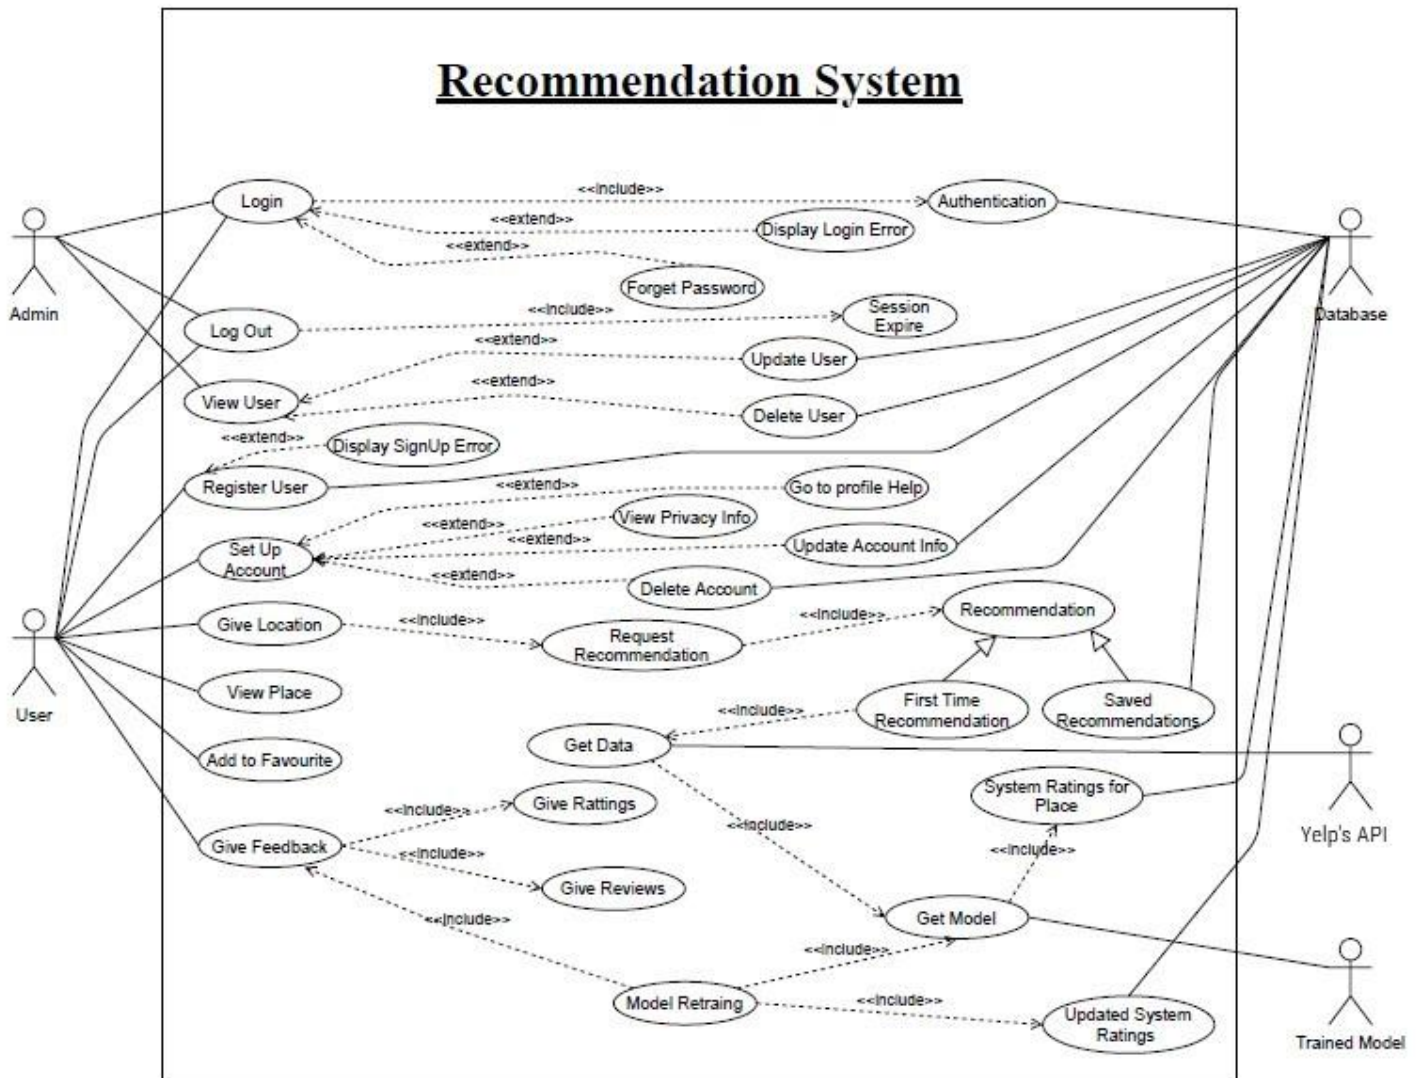 Recommendation System
Login
<<include>>
Authentication
<<extend>>
Display Login Error
<<extend>>
Forget Password
Admin
Database
Log Out
<<include>>
Session
Expire
<<extend>>
Update User
View User
<<extend>>
Delete User
<<extend>>
Display SignUp Error
Register User
<<extend>>
Go to profile Help
<<extend>>
View Privacy Info
Set Up
Account
<<extend>>
Update Account Info
<<extend>>
Delete Account
Give Location
<<include>>
Request
Recommendation
<<include>>
Recommendation
User
View Place
First Time
Recommendation
Saved
Recommendations
<<include>>
Get Data
Add to Favourite
System Ratings for
Place
Yelp's API
<<include>>
Give Rattings
<<include>>
Give Feedback
<<include>>
Give Reviews
<<include>>
Get Model
<<include>>
<<include>>
Model Retraing
<<include>>
Updated System
Ratings
Trained Model